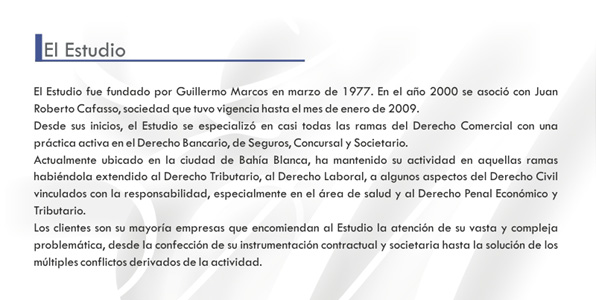 El Estudio
El Estudio fue fundado por Guillermo Marcos en marzo de 1977. En el año 2000 se asoció con Juan
Roberto Cafasso, sociedad que tuvo vigencia hasta el mes de enero de 2009.
Desde sus inicios, el Estudio se especializó en casi todas las ramas del Derecho Comercial con una
práctica activa en el Derecho Bancario, de Seguros, Concursal y Societario.
Actualmente ubicado en la ciudad de Bahía Blanca, ha mantenido su actividad en aquellas ramas
habiéndola extendido al Derecho Tributario, al Derecho Laboral, a algunos aspectos del Derecho Civil
vinculados con la responsabilidad, especialmente en el área de salud y al Derecho Penal Económico y
Tributario.
Los clientes son su mayoría empresas que encomiendan al Estudio la atención de su vasta y compleja
problemática, desde la confección de su instrumentación contractual y societaria hasta la solución de los
múltiples conflictos derivados de la actividad.